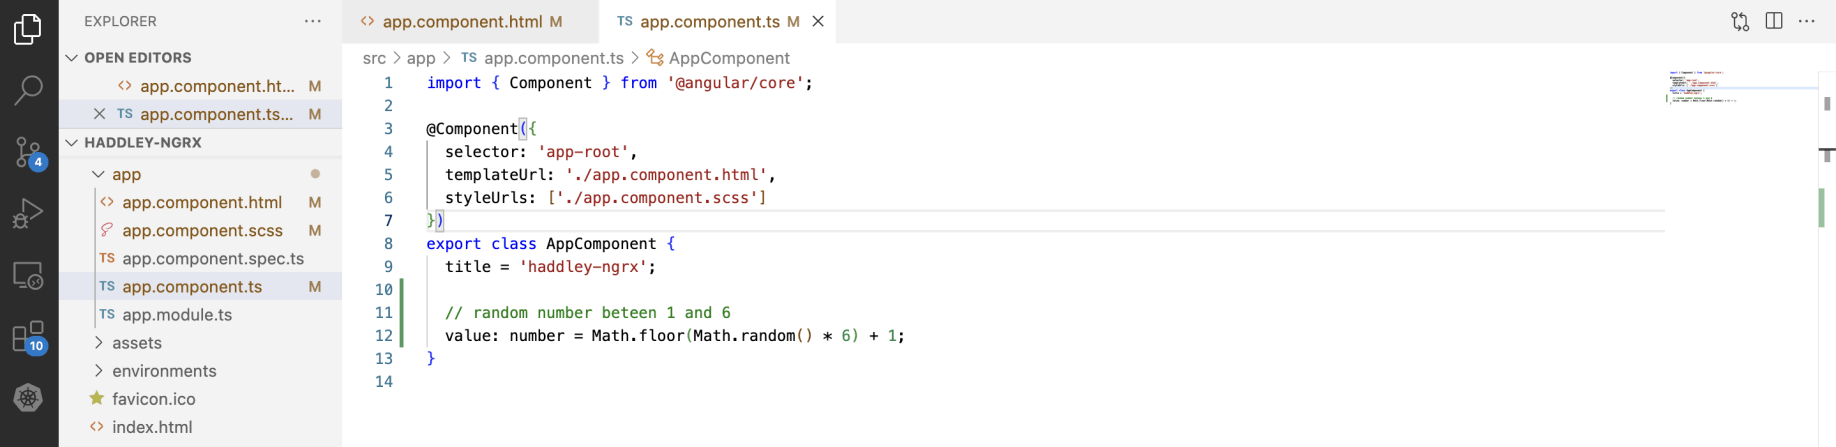 EXPLORER
OPEN EDITORS
app.component.ht... M
TS app.component.ts... M
HADDLEY-NGRX
app
app.component.html M
app.component.scss M
TS app.component.spec.ts
TS app.component.ts M
TS app.module.ts
assets
environments
favicon.ico
index.html
4
10
app.component.html M
TS app.component.ts M
src > app > TS app.component.ts > AppComponent
1 import { Component } from '@angular/core';
2
3 @Component({
4 selector: 'app-root',
5 templateUrl: './app.component.html',
6 styleUrls: ['./app.component.scss']
7 })
8 export class AppComponent {
9 title = 'haddley-ngrx';
10
11 // random number beteen 1 and 6
12 value: number = Math.floor(Math.random() * 6) + 1;
13 }
14